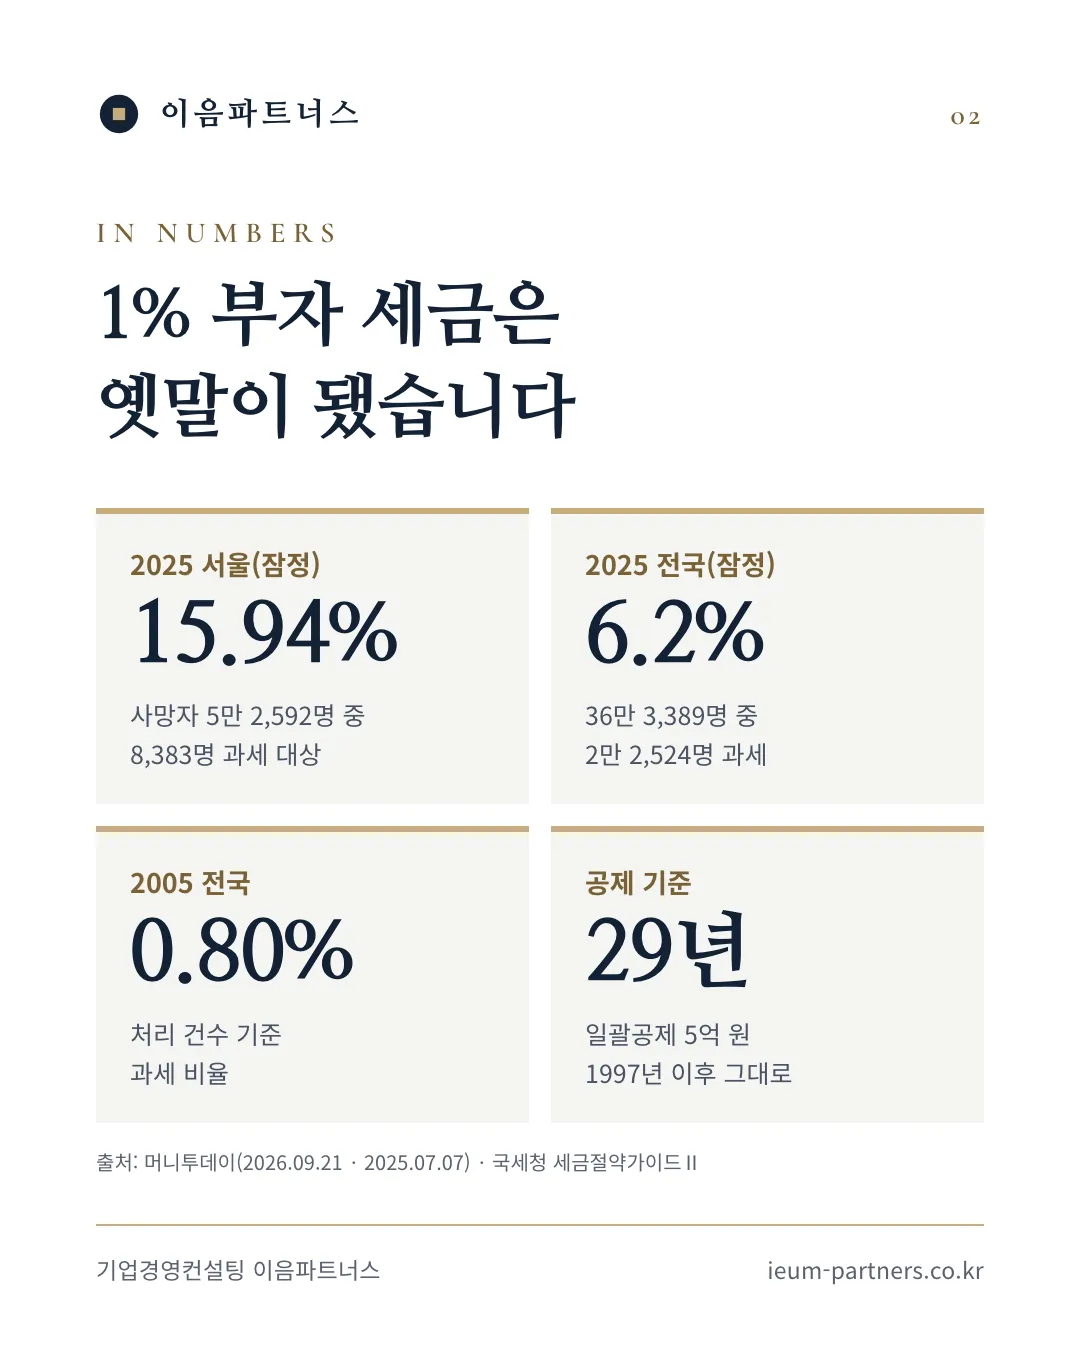 이음파트너스
02
IN NUMBERS
1% 부자 세금은
옛말이 됐습니다
2025 서울(잠정)
15.94%
사망자 5만 2,592명 중
8,383명 과세 대상
2025 전국(잠정)
6.2%
36만 3,389명 중
2만 2,524명 과세
2005 전국
0.80%
처리 건수 기준
과세 비율
공제 기준
29년
일괄공제 5억 원
1997년 이후 그대로
출처: 머니투데이(2026.09.21 · 2025.07.07) · 국세청 세금절약가이드Ⅱ
기업경영컨설팅 이음파트너스
ieum-partners.co.kr